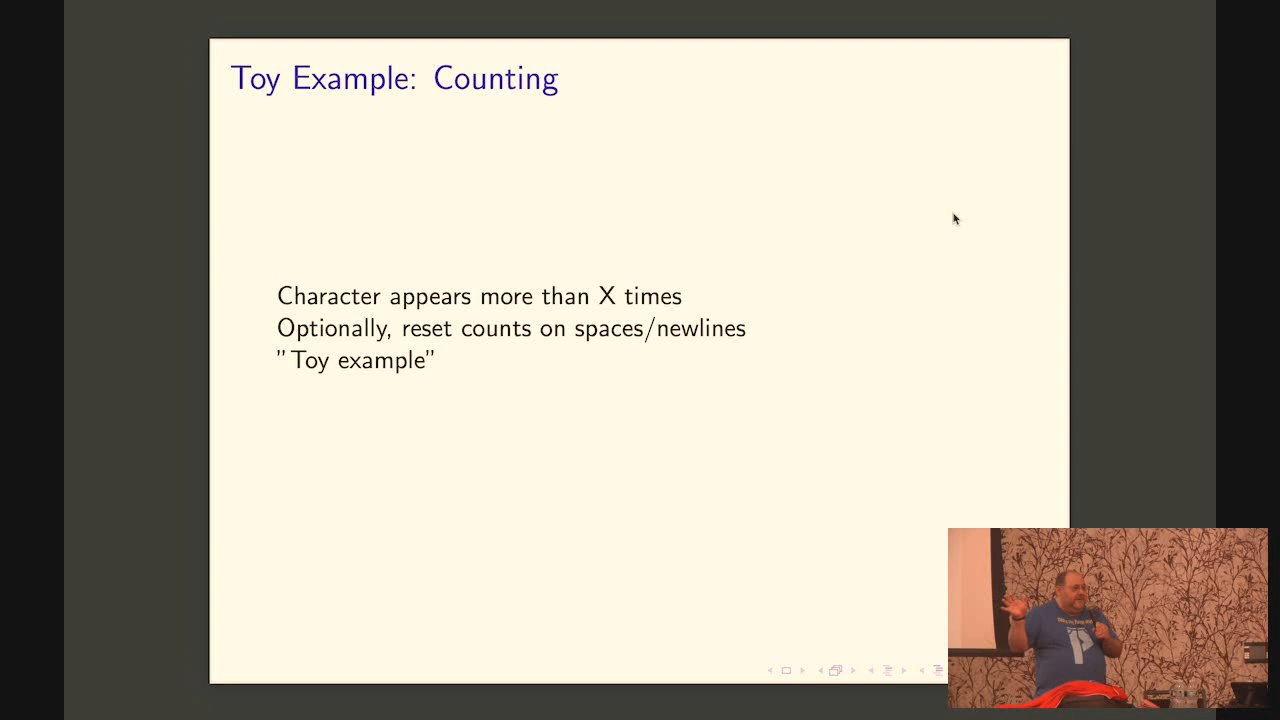 Toy Example: Counting
Character appears more than X times
Optionally, reset counts on spaces/newlines
"Toy example"